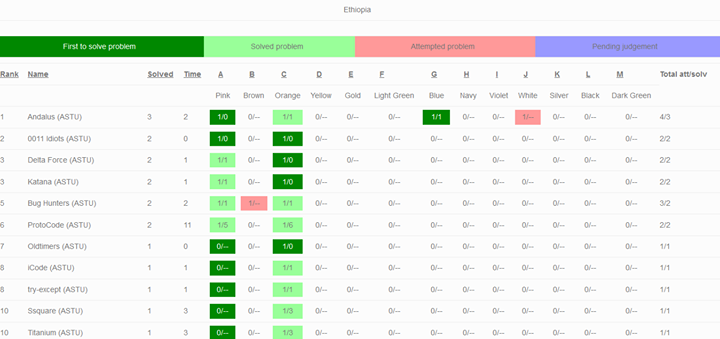 Ethiopia
First to solve problem Solved problem Attempted problem Pending judgement
Rank Name Solved Time A B C D E F G H I J K L M Total att/solv
Pink Brown Orange Yellow Gold Light Green Blue Navy Violet White Silver Black Dark Green
1 Andalus (ASTU) 3 2 1/0 0/-- 1/1 0/-- 0/-- 0/-- 1/1 0/-- 0/-- 1/-- 0/-- 0/-- 0/-- 4/3
2 0011 Idiots (ASTU) 2 0 1/0 0/-- 1/0 0/-- 0/-- 0/-- 0/-- 0/-- 0/-- 0/-- 0/-- 0/-- 0/-- 2/2
3 Delta Force (ASTU) 2 1 1/1 0/-- 1/0 0/-- 0/-- 0/-- 0/-- 0/-- 0/-- 0/-- 0/-- 0/-- 0/-- 2/2
3 Katana (ASTU) 2 1 1/1 0/-- 1/0 0/-- 0/-- 0/-- 0/-- 0/-- 0/-- 0/-- 0/-- 0/-- 0/-- 2/2
5 Bug Hunters (ASTU) 2 2 1/1 1/-- 1/1 0/-- 0/-- 0/-- 0/-- 0/-- 0/-- 0/-- 0/-- 0/-- 0/-- 3/2
6 ProtoCode (ASTU) 2 11 1/5 0/-- 1/6 0/-- 0/-- 0/-- 0/-- 0/-- 0/-- 0/-- 0/-- 0/-- 0/-- 2/2
7 Oldtimers (ASTU) 1 0 0/-- 0/-- 1/0 0/-- 0/-- 0/-- 0/-- 0/-- 0/-- 0/-- 0/-- 0/-- 0/-- 1/1
8 iCode (ASTU) 1 1 0/-- 0/-- 1/1 0/-- 0/-- 0/-- 0/-- 0/-- 0/-- 0/-- 0/-- 0/-- 0/-- 1/1
8 try-except (ASTU) 1 1 0/-- 0/-- 1/1 0/-- 0/-- 0/-- 0/-- 0/-- 0/-- 0/-- 0/-- 0/-- 0/-- 1/1
10 Ssquare (ASTU) 1 3 0/-- 0/-- 1/3 0/-- 0/-- 0/-- 0/-- 0/-- 0/-- 0/-- 0/-- 0/-- 0/-- 1/1
10 Titanium (ASTU) 1 3 0/-- 0/-- 1/3 0/-- 0/-- 0/-- 0/-- 0/-- 0/-- 0/-- 0/-- 0/-- 0/-- 1/1